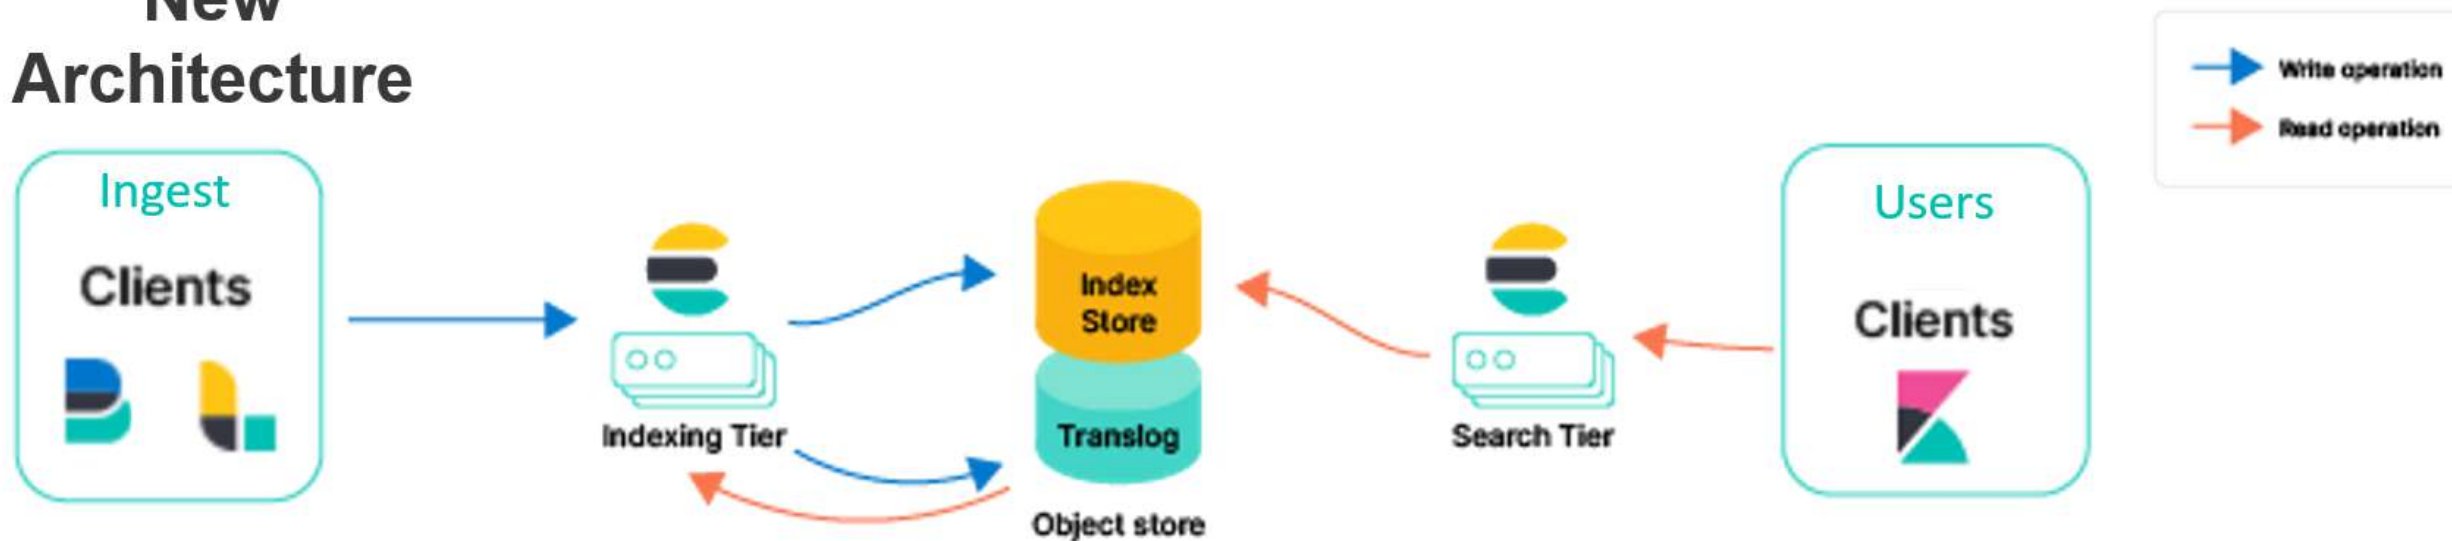 New
Architecture
Write operation
Read operation
Ingest
Clients
Indexing Tier
Index
Store
Translog
Object store
Search Tier
Users
Clients